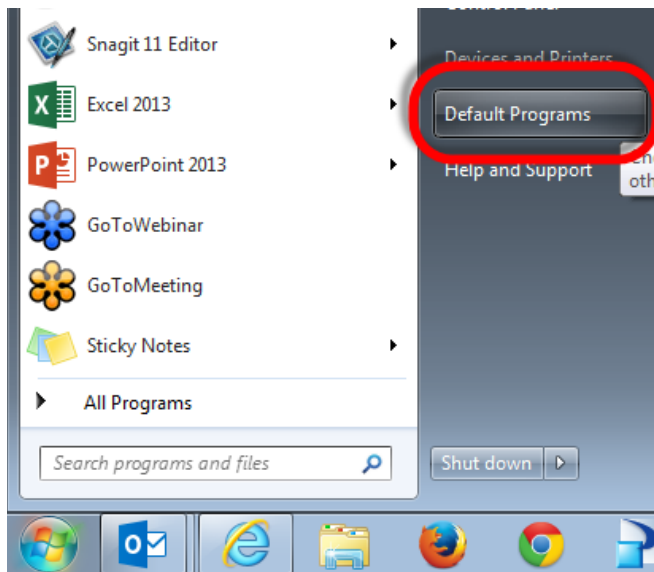 Snagit 11 Editor
Excel 2013
PowerPoint 2013
GoToWebinar
GoToMeeting
Sticky Notes
All Programs
Search programs and files
Devices and Printers
Default Programs
Help and Support
oth
Shut down